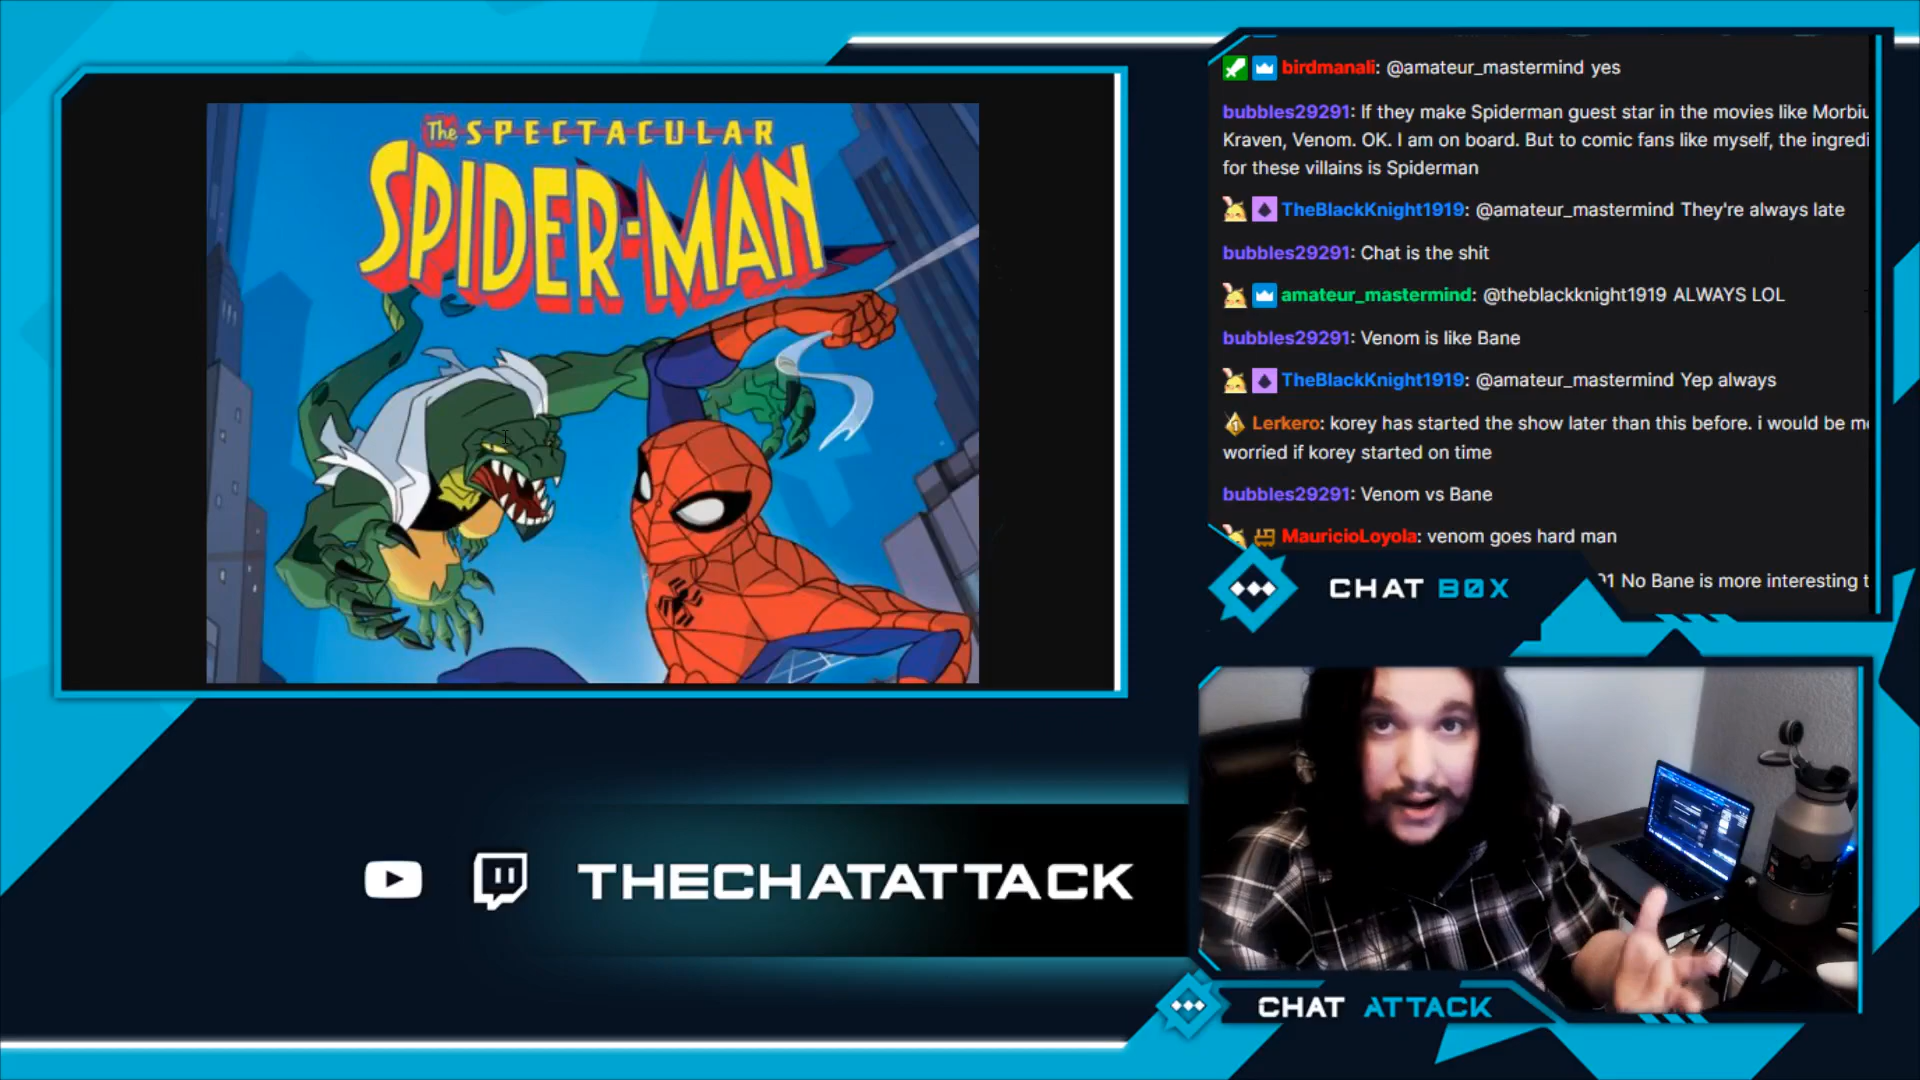 The SPECTACULAR
SPIDER-MAN
birdmanali: @amateur_mastermind yes
bubbles29291: If they make Spiderman guest star in the movies like Morbiu
Kraven, Venom. OK. I am on board. But to comic fans like myself, the ingredi
for these villains is Spiderman
TheBlackKnight1919: @amateur_mastermind They're always late
bubbles29291: Chat is the shit
amateur_mastermind: @theblackknight1919 ALWAYS LOL
bubbles29291: Venom is like Bane
TheBlackKnight1919: @amateur_mastermind Yep always
1 Lerkero: korey has started the show later than this before. i would be m
worried if korey started on time
bubbles29291: Venom vs Bane
MauricioLoyola: venom goes hard man
91 No Bane is more interesting t
CHAT BOX
THECHATATTACK
CHAT ATTACK